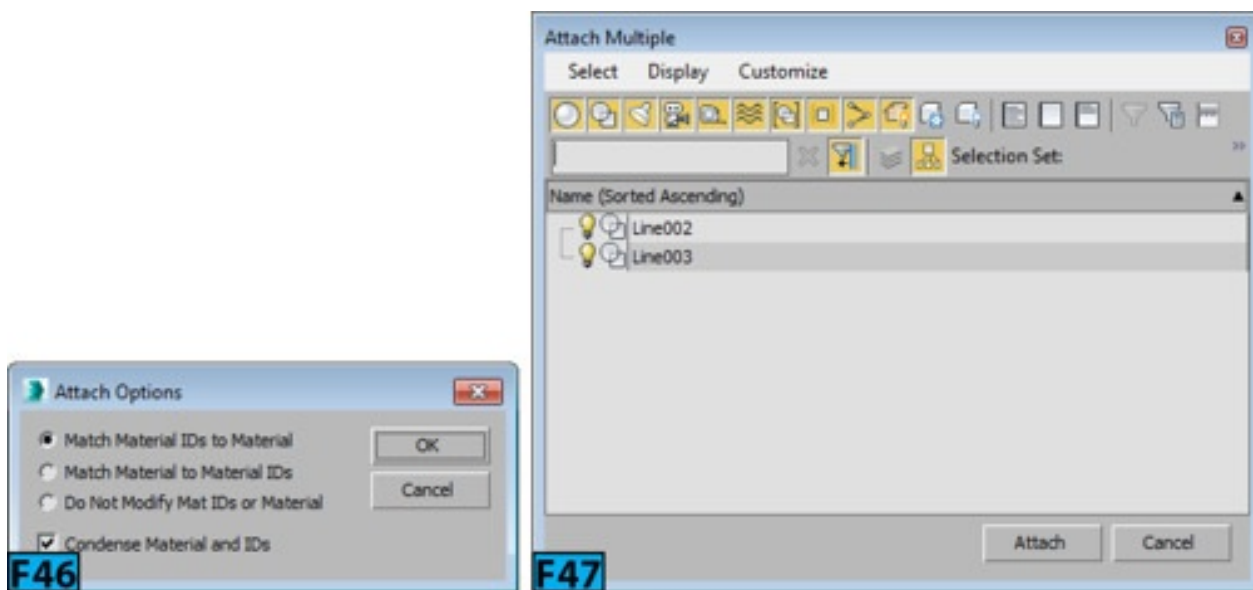 Attach Multiple
Select Display Customize
Selection Set:
Name (Sorted Ascending)
Line002
Line003
Attach Cancel
F47
Attach Options
Match Material IDs to Material
OK
Match Material to Material IDs
Cancel
Do Not Modify Mat IDs or Material
Condense Material and IDs
F46